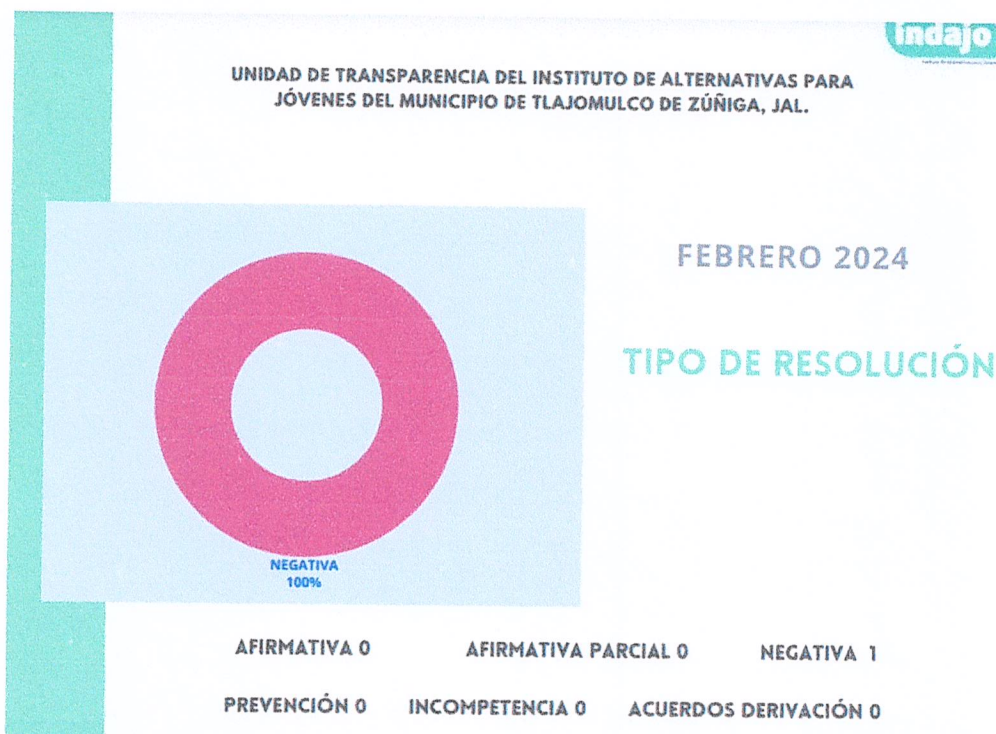 indajo
UNIDAD DE TRANSPARENCIA DEL INSTITUTO DE ALTERNATIVAS PARA
JÓVENES DEL MUNICIPIO DE TLAJOMULCO DE ZÚÑIGA, JAL.
FEBRERO 2024
TIPO DE RESOLUCIÓN
NEGATIVA
100%
AFIRMATIVA 0 AFIRMATIVA PARCIAL 0 NEGATIVA 1
PREVENCIÓN 0 INCOMPETENCIA 0 ACUERDOS DERIVACIÓN 0